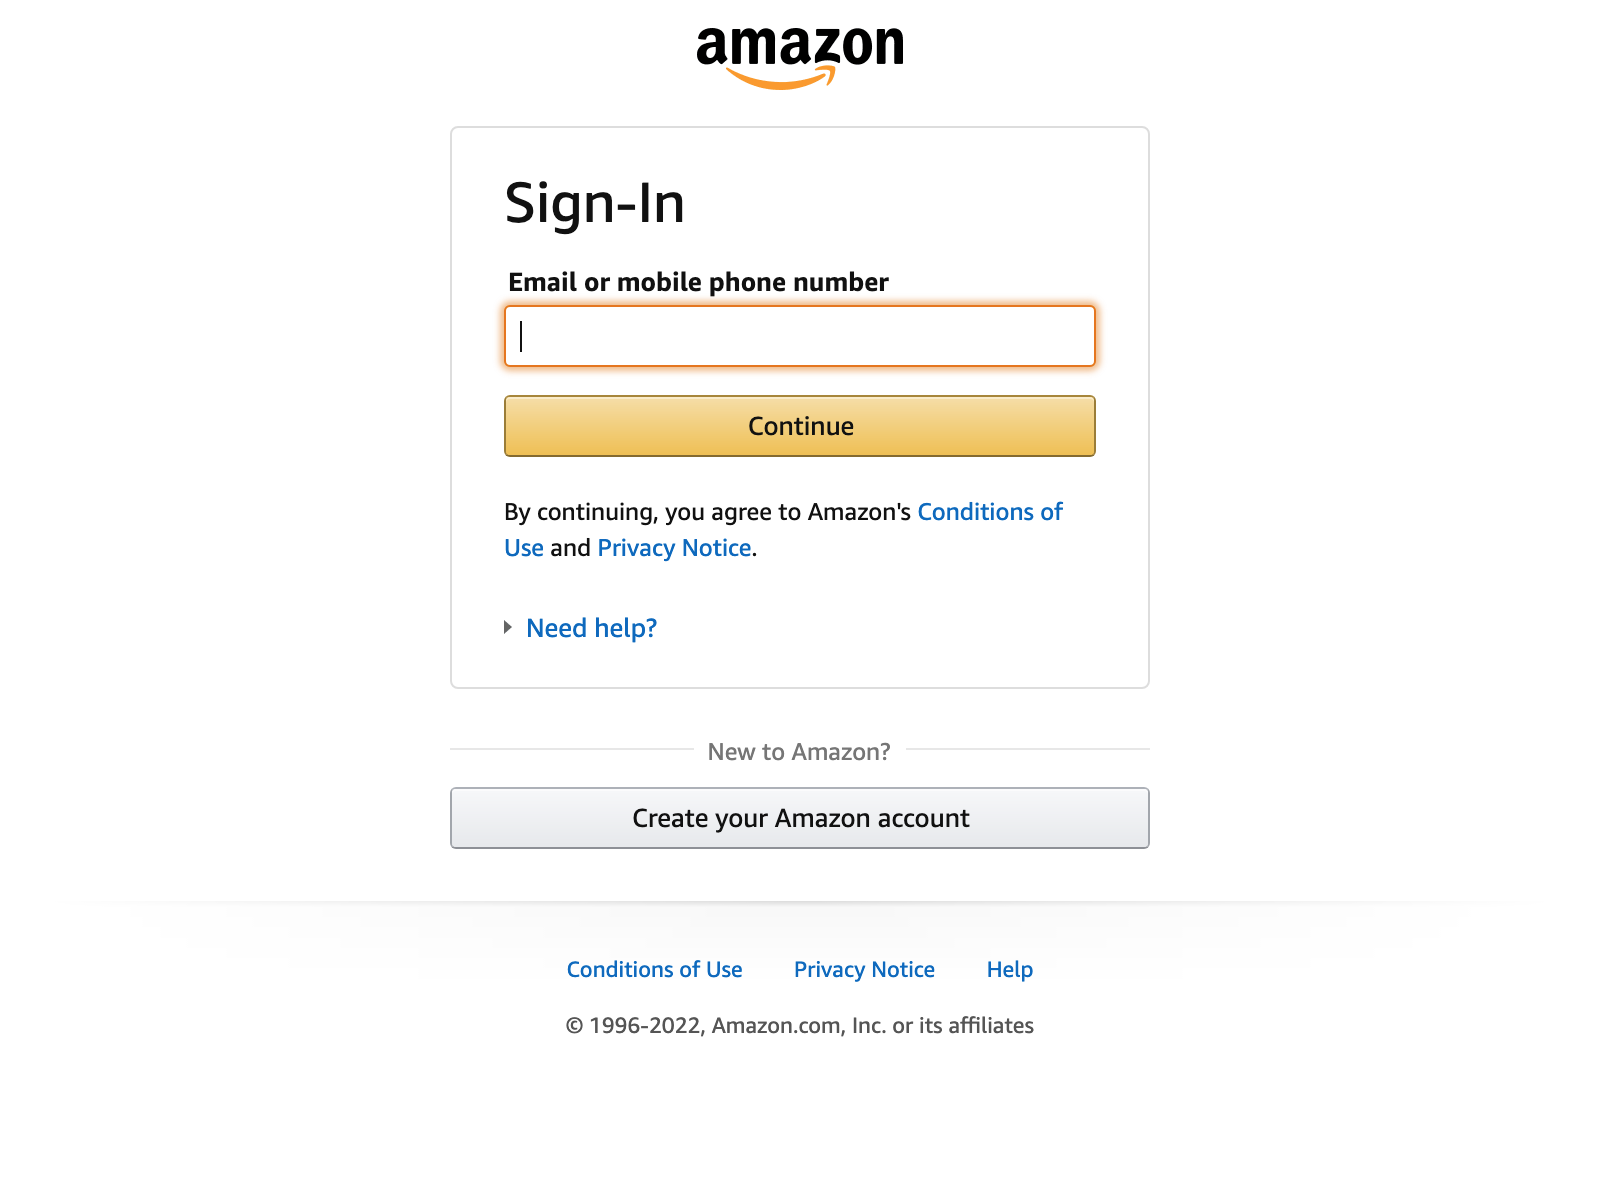 amazon
Sign-In
Email or mobile phone number
Continue
By continuing, you agree to Amazon's Conditions of
Use and Privacy Notice.
Need help?
New to Amazon?
Create your Amazon account
Conditions of Use Privacy Notice Help
© 1996-2022, Amazon.com, Inc. or its affiliates